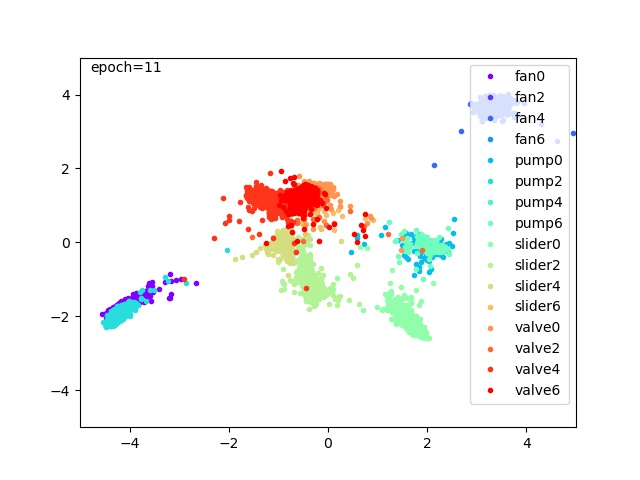 epoch=11
fan0
fan2
fan4
fan6
pump0
pump2
pump4
pump6
slider0
slider2
slider4
slider6
valve0
valve2
valve4
valve6
4
2
0
−2
−4
−4
−2
0
2
4